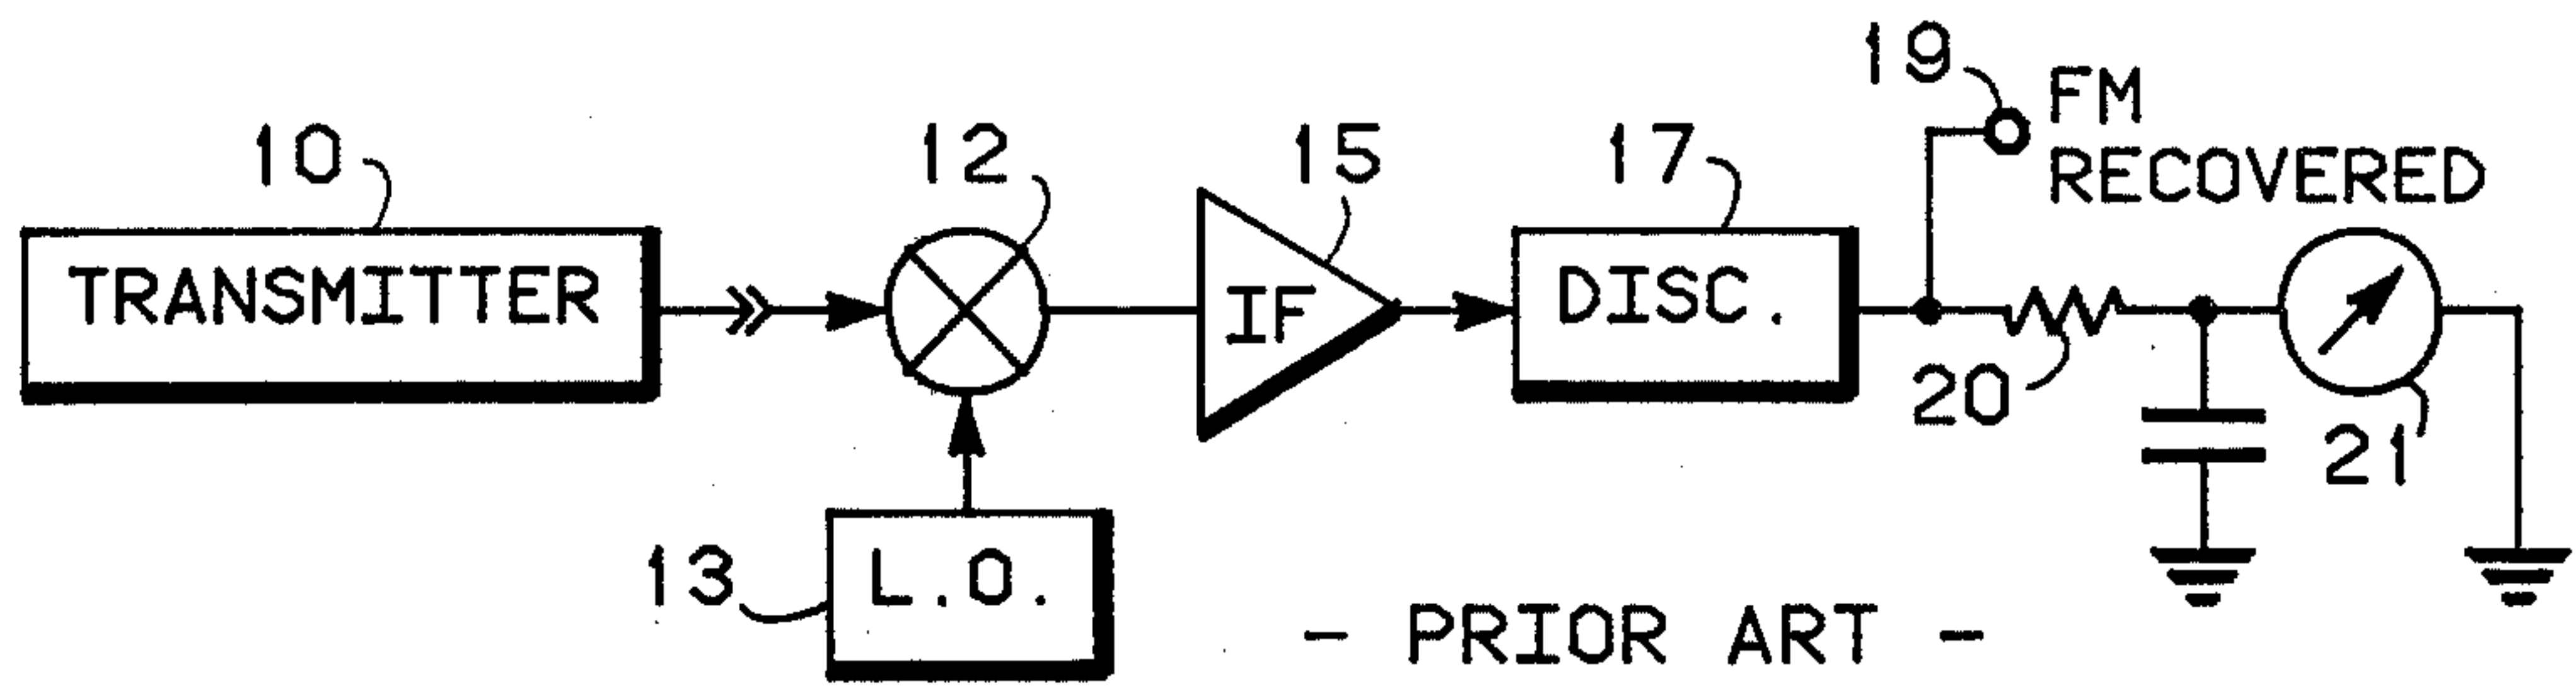 10
TRANSMITTER
12
13
L.O.
15
IF
17
DISC.
19
FM
RECOVERED
20
21
- PRIOR ART -